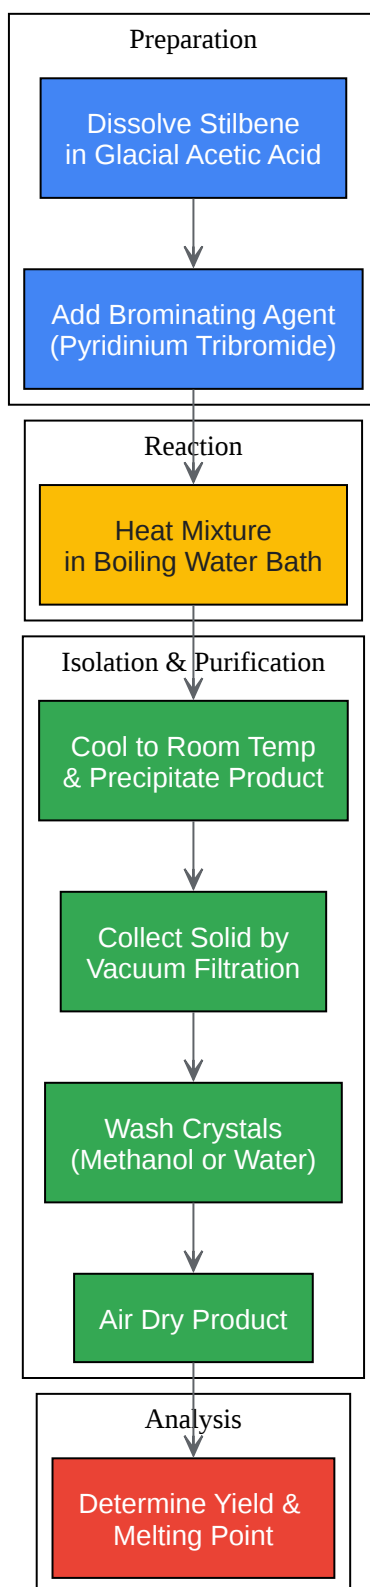 Preparation
Dissolve Stilbene
in Glacial Acetic Acid
Add Brominating Agent
(Pyridinium Tribromide)
Reaction
Heat Mixture
in Boiling Water Bath
Isolation & Purification
Cool to Room Temp
& Precipitate Product
Collect Solid by
Vacuum Filtration
Wash Crystals
(Methanol or Water)
Air Dry Product
Analysis
Determine Yield &
Melting Point